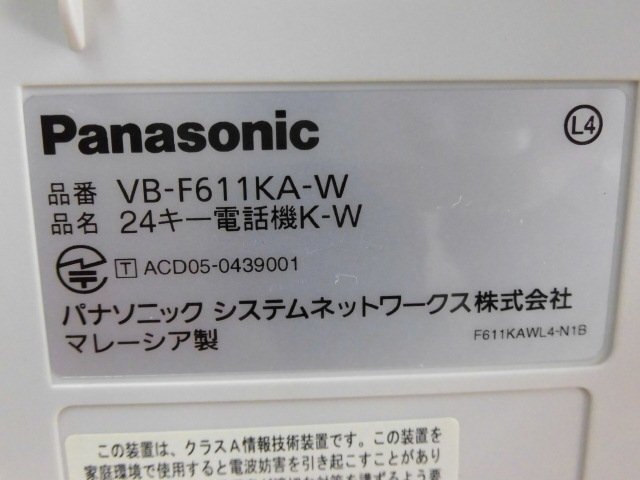 Panasonic
L4
品番 VB-F611KA-W
品名 24キー電話機K-W
T ACD05-0439001
パナソニック システムネットワークス株式会社
マレーシア製
F611KAWL4-N1B
この装置は、クラスA情報技術装置です。この装置を
家庭環境で使用すると電波妨害を引き起こすことがあり